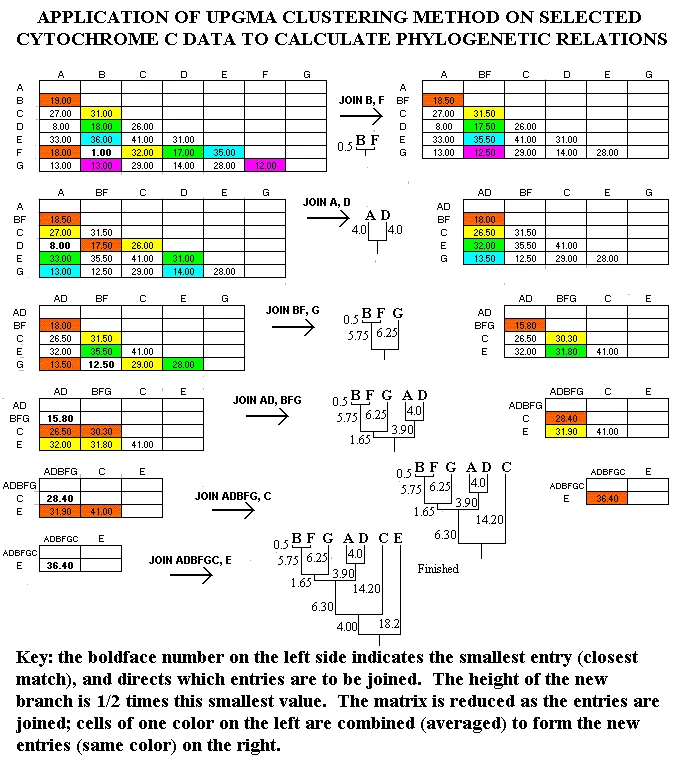 APPLICATION OF UPGMA CLUSTERING METHOD ON SELECTED
CYTOCHROME C DATA TO CALCULATE PHYLOGENETIC RELATIONS
A B C D E F G
A
B 19.00
C 27.00 31.00
D 8.00 18.00 26.00
E 33.00 36.00 41.00 31.00
F 18.00 1.00 32.00 17.00 35.00
G 13.00 13.00 29.00 14.00 28.00 12.00
JOIN B, F
B F
0.5
A BF C D E G
A
BF 18.50
C 27.00 31.50
D 8.00 17.50 26.00
E 33.00 35.50 41.00 31.00
G 13.00 12.50 29.00 14.00 28.00
A BF C D E G
A
BF 18.50
C 27.00 31.50
D 8.00 17.50 26.00
E 33.00 35.50 41.00 31.00
G 13.00 12.50 29.00 14.00 28.00
JOIN A, D
A D
4.0 4.0
AD BF C E G
AD
BF 18.00
C 26.50 31.50
E 32.00 35.50 41.00
G 13.50 12.50 29.00 28.00
AD BF C E G
AD
BF 18.00
C 26.50 31.50
E 32.00 35.50 41.00
G 13.50 12.50 29.00 28.00
JOIN BF, G
0.5 B F G
5.75 6.25
AD BFG C E
AD
BFG 15.80
C 26.50 30.30
E 32.00 31.80 41.00
AD BFG C E
AD
BFG 15.80
C 26.50 30.30
E 32.00 31.80 41.00
JOIN AD, BFG
0.5 B F G A D
5.75 6.25 4.0
1.65 3.90
ADBFG C E
ADBFG
C 28.40
E 31.90 41.00
ADBFG C E
ADBFG
C 28.40
E 31.90 41.00
JOIN ADBFG, C
0.5 B F G A D C
5.75 6.25 4.0
1.65 3.90
14.20
6.30
ADBFGC E
ADBFGC
E 36.40
ADBFGC E
ADBFGC
E 36.40
JOIN ADBFGC, E
0.5 B F G A D C E
5.75 6.25 4.0
1.65 3.90
14.20
6.30
4.00 18.2
Finished
Key: the boldface number on the left side indicates the smallest entry (closest
match), and directs which entries are to be joined. The height of the new
branch is 1/2 times this smallest value. The matrix is reduced as the entries are
joined; cells of one color on the left are combined (averaged) to form the new
entries (same color) on the right.